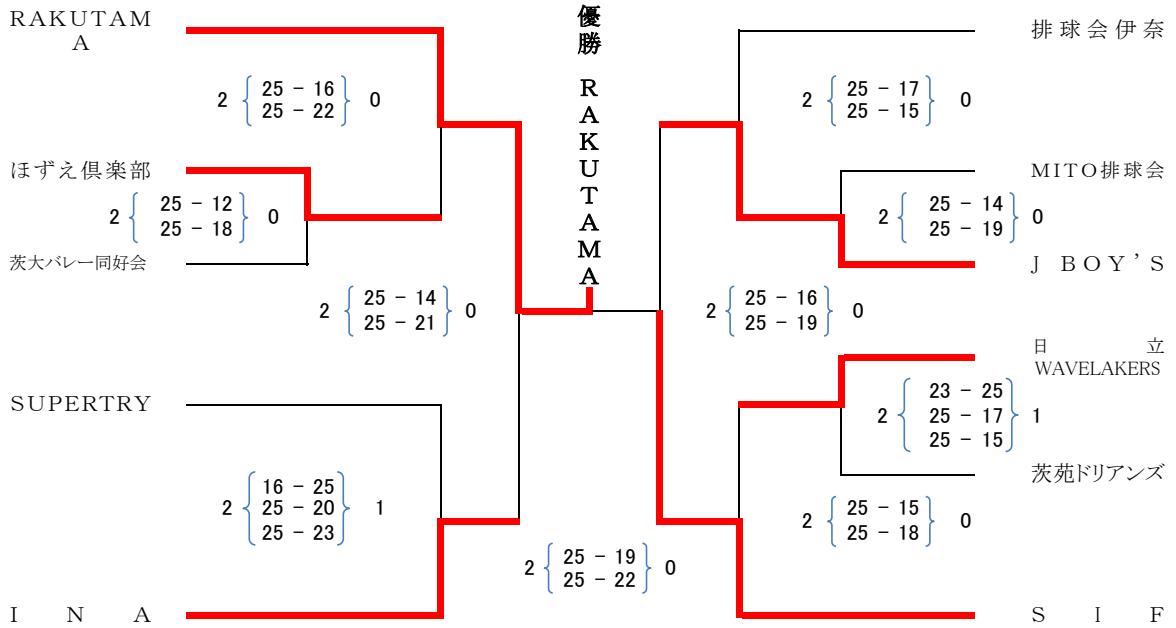 RAKUTAM
A
2 25 － 16 0
25 － 22
ほずえ倶楽部
2 25 － 12 0
25 － 18
茨大バレー同好会
2 25 － 14 0
25 － 21
SUPERTRY
16 － 25
2 25 － 20 1
25 － 23
I N A
優勝 RAKUTAMA
2 25 － 19 0
25 － 22
排球会伊奈
2 25 － 17 0
25 － 15
MITO排球会
2 25 － 14 0
25 － 19
J BOY'S
2 25 － 16 0
25 － 19
日立
WAVELAKERS
23 － 25
2 25 － 17 1
25 － 15
茨苑ドリアンズ
2 25 － 15 0
25 － 18
S I F